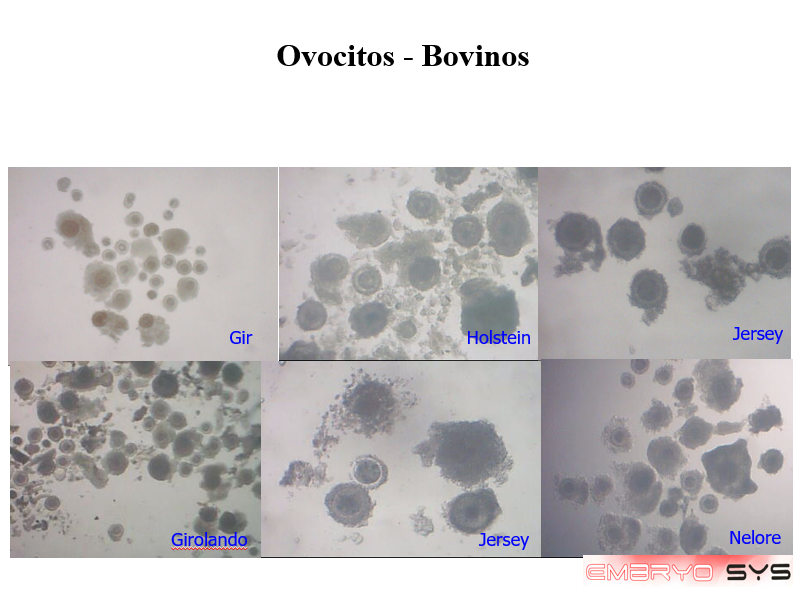 Ovocitos - Bovinos
Gir
Holstein
Jersey
Girolando
Jersey
Nelore
EMBRYO SYS